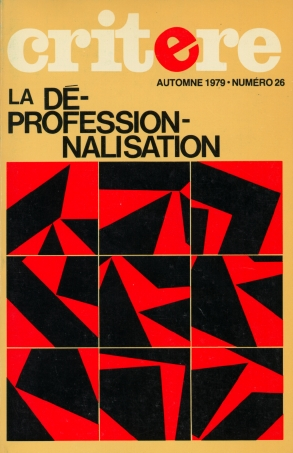 critere
AUTOMNE 1979 • NUMÉRO 26
LA DÉ-
PROFESSION-
NALISATION